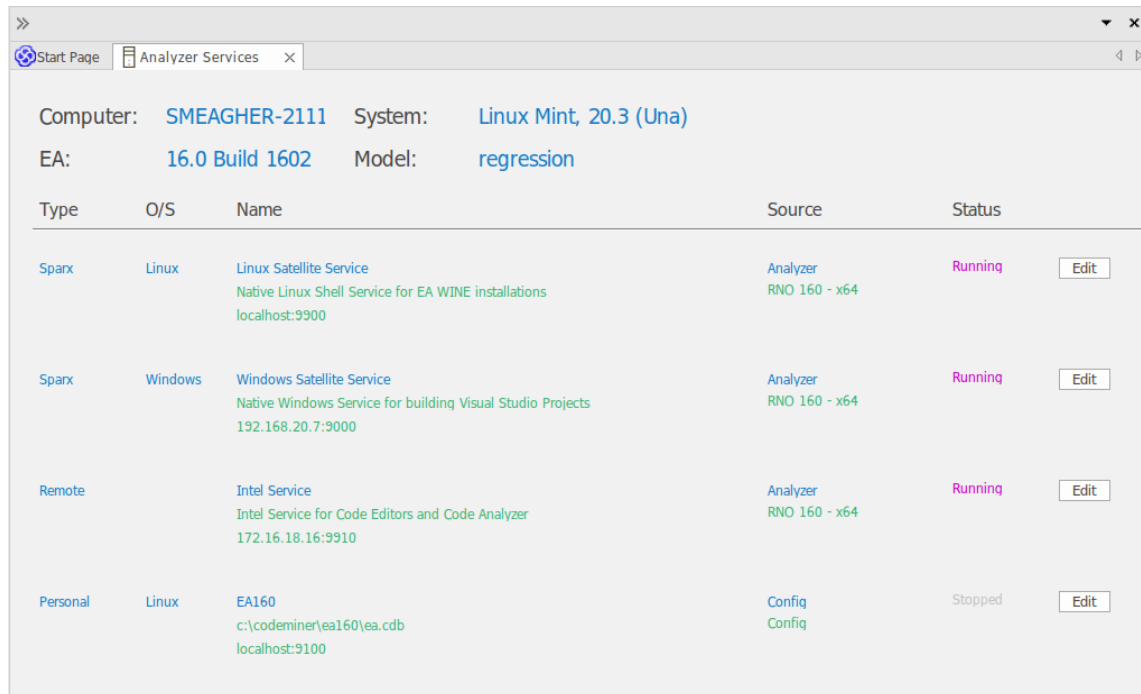 Start Page Analyzer Services
Computer: SMEAGHER-2111 System: Linux Mint, 20.3 (Una)
EA: 16.0 Build 1602 Model: regression
Type O/S Name Source Status
Sparx Linux Linux Satellite Service Analyzer Running Edit
Native Linux Shell Service for EA WINE installations RNO 160 - x64
localhost:9900
Sparx Windows Windows Satellite Service Analyzer Running Edit
Native Windows Service for building Visual Studio Projects RNO 160 - x64
192.168.20.7:9000
Remote Intel Service Analyzer Running Edit
Intel Service for Code Editors and Code Analyzer RNO 160 - x64
172.16.18.16:9910
Personal Linux EA160 Config Stopped Edit
c:\codeminer\ea160\ea.cdb Config
localhost:9100